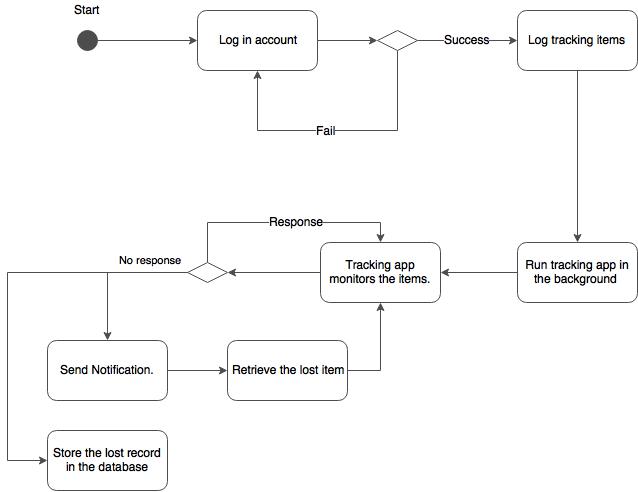 Start
Log in account
Success
Log tracking items
Fail
Response
No response
Tracking app
monitors the items.
Run tracking app in
the background
Send Notification.
Retrieve the lost item
Store the lost record
in the database